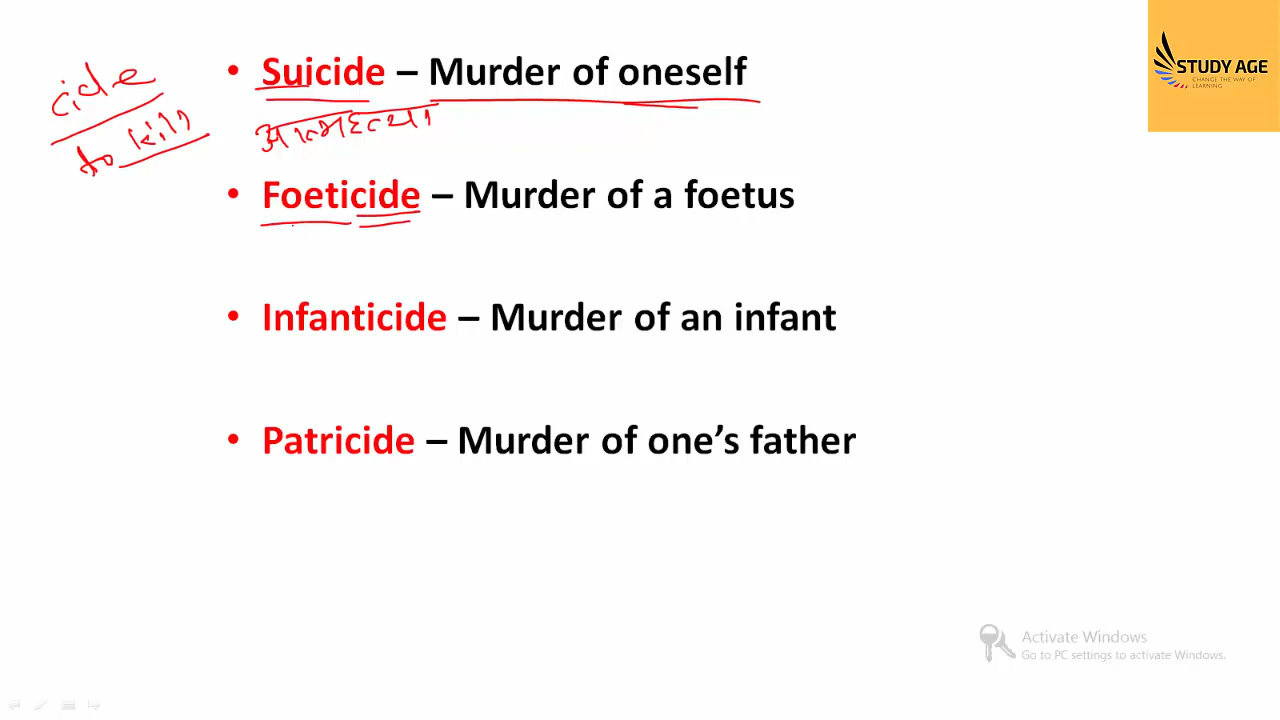 cide
to kill
• Suicide – Murder of oneself
आत्महत्या
• Foeticide – Murder of a foetus
• Infanticide – Murder of an infant
• Patricide – Murder of one's father
STUDY AGE
CHANGE THE WAY OF
LEARNING
Activate Windows
Go to PC settings to activate Windows.